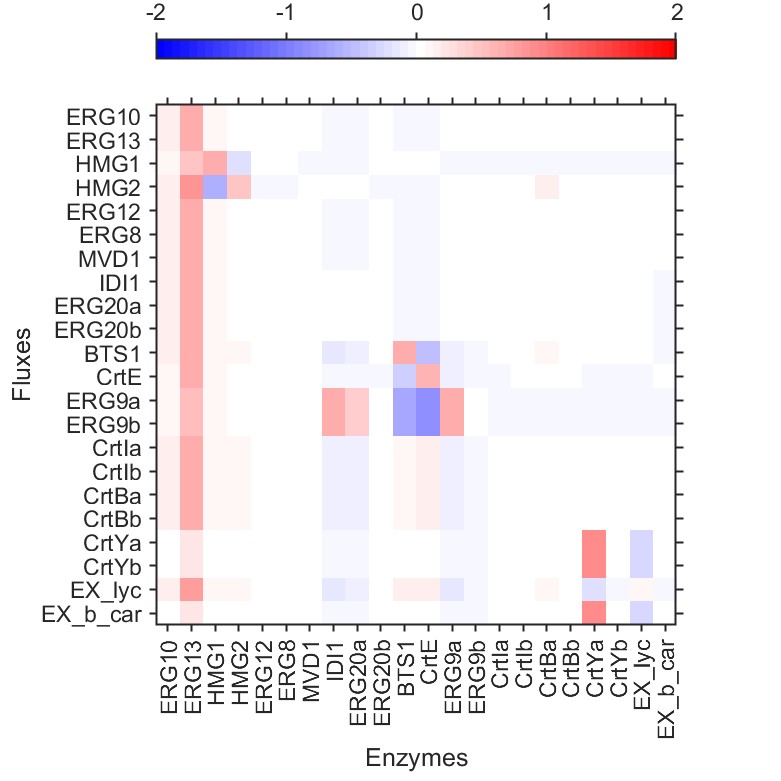 -2 -1 0 1 2
ERG10
ERG13
HMG1
HMG2
ERG12
ERG8
MVD1
IDI1
ERG20a
ERG20b
BTS1
CrtE
ERG9a
ERG9b
CrtIa
CrtIb
CrtBa
CrtBb
CrtYa
CrtYb
EX_lyc
EX_b_car
Fluxes
ERG10
ERG13
HMG1
HMG2
ERG12
ERG8
MVD1
IDI1
ERG20a
ERG20b
BTS1
CrtE
ERG9a
ERG9b
CrtIa
CrtIb
CrtBa
CrtBb
CrtYa
CrtYb
EX_lyc
EX_b_car
Enzymes